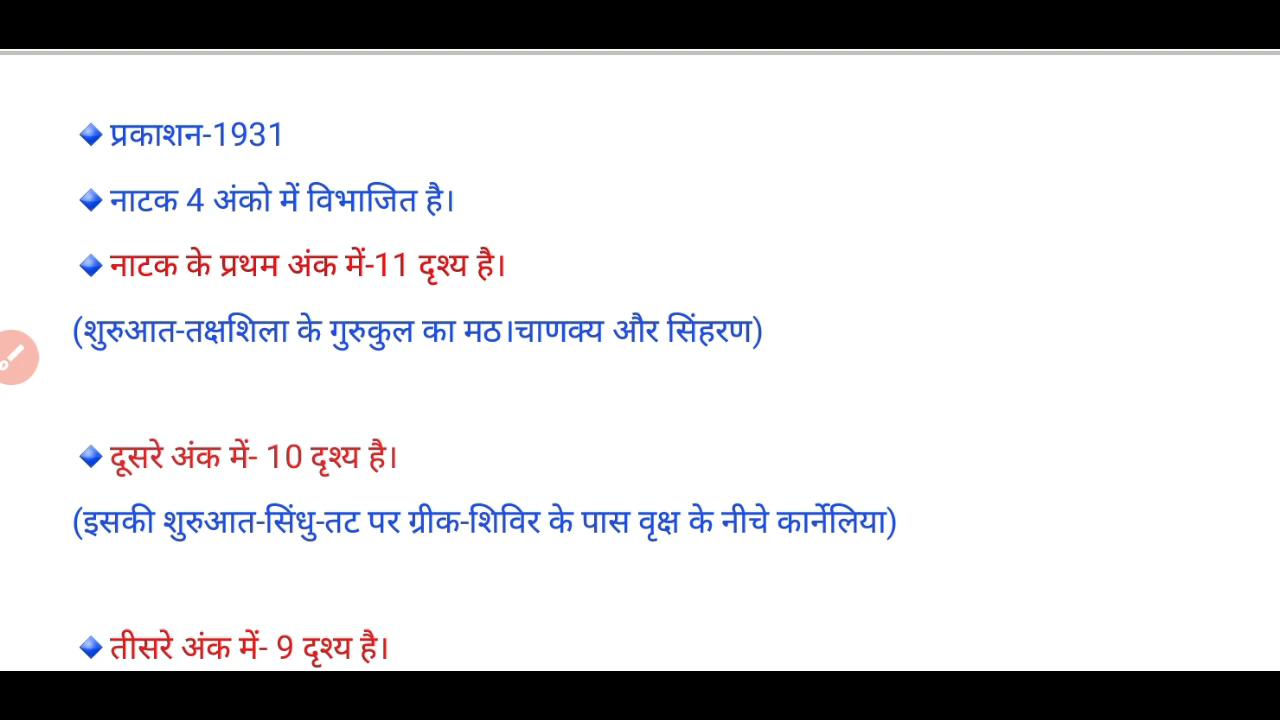 प्रकाशन-1931
नाटक 4 अंको में विभाजित है।
नाटक के प्रथम अंक में-11 दृश्य है।
(शुरुआत-तक्षशिला के गुरुकुल का मठ।चाणक्य और सिंहरण)
दूसरे अंक में- 10 दृश्य है।
(इसकी शुरुआत-सिंधु-तट पर ग्रीक-शिविर के पास वृक्ष के नीचे कार्नेलिया)
तीसरे अंक में- 9 दृश्य है।